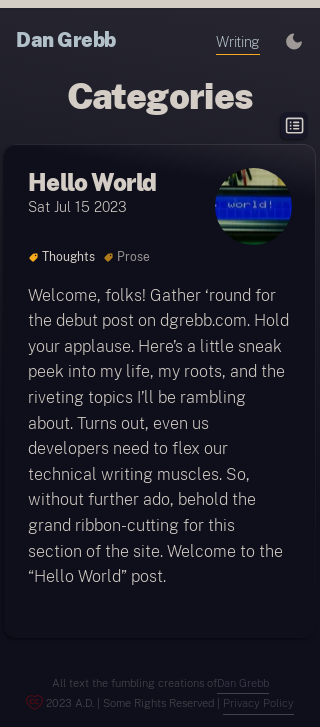 Dan Grebb
Writing
Categories
Hello World
Sat Jul 15 2023
world!
Thoughts Prose
Welcome, folks! Gather ‘round for
the debut post on dgrebb.com. Hold
your applause. Here’s a little sneak
peek into my life, my roots, and the
riveting topics I’ll be rambling
about. Turns out, even us
developers need to flex our
technical writing muscles. So,
without further ado, behold the
grand ribbon-cutting for this
section of the site. Welcome to the
“Hello World” post.
All text the fumbling creations ofDan Grebb
2023 A.D. | Some Rights Reserved | Privacy Policy